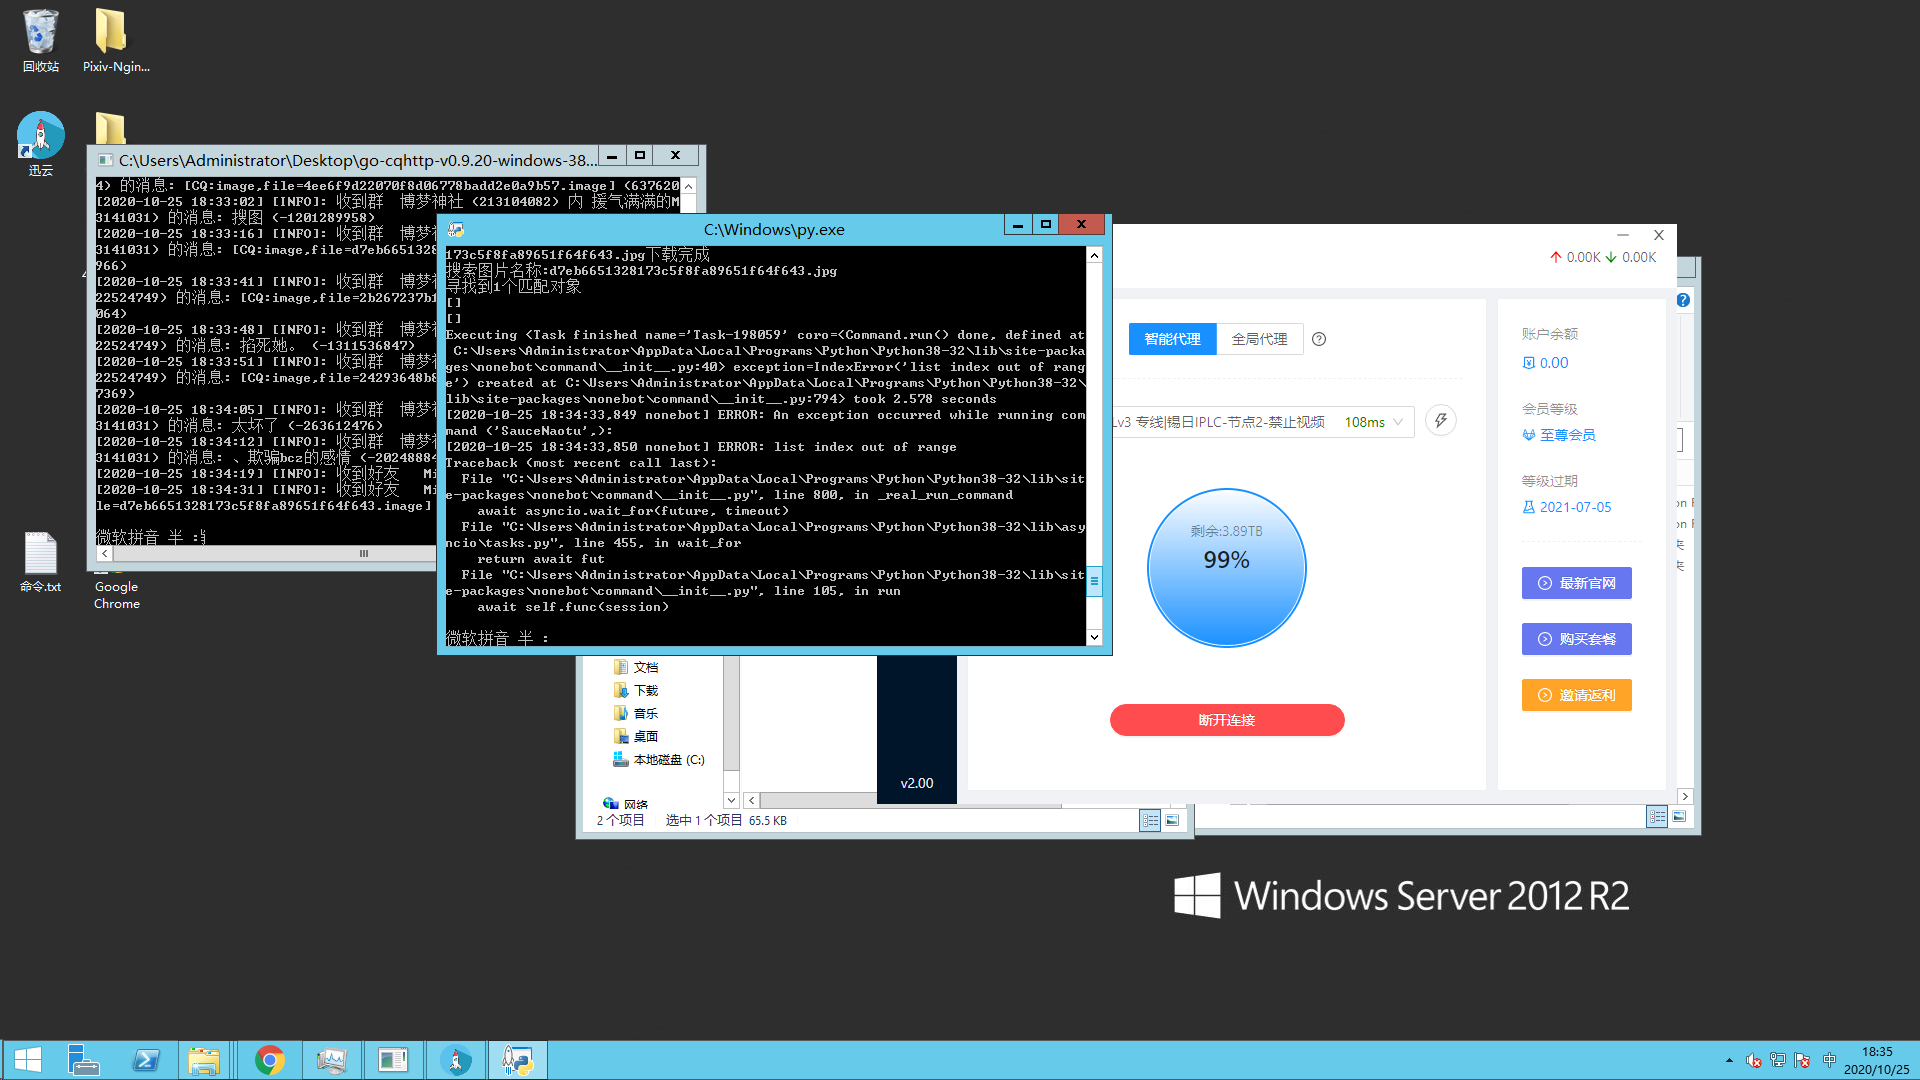 回收站
Pixiv-Ngin...
迅云
命令.txt
Google
Chrome
C:\Users\Administrator\Desktop\go-cqhttp-v0.9.20-windows-38...
4) 的消息: [CQ:image,file=4ee6f9d22070f8d06778badd2e0a9b57.image] (637620
[2020-10-25 18:33:02] [INFO]: 收到群 博梦神社 (213104082) 内 援气满满的M
3141031) 的消息: 搜图 (-1201289958)
[2020-10-25 18:33:16] [INFO]: 收到群 博梦
3141031) 的消息: [CQ:image,file=d7eb6651328
966)
[2020-10-25 18:33:41] [INFO]: 收到群 博梦
22524749) 的消息: [CQ:image,file=2b267237b1
064)
[2020-10-25 18:33:48] [INFO]: 收到群 博梦
22524749) 的消息: 掐死她。 (-1311536847)
[2020-10-25 18:33:51] [INFO]: 收到群 博梦
22524749) 的消息: [CQ:image,file=24293648b8
7369)
[2020-10-25 18:34:05] [INFO]: 收到群 博梦
3141031) 的消息: 太坏了 (-263612476)
[2020-10-25 18:34:12] [INFO]: 收到群 博梦
3141031) 的消息: 、欺骗bcz的感情 (-20248884
[2020-10-25 18:34:19] [INFO]: 收到好友 Mi
[2020-10-25 18:34:31] [INFO]: 收到好友 Mi
le=d7eb6651328173c5f8fa89651f64f643.image]
微软拼音 半 :
C:\Windows\py.exe
173c5f8fa89651f64f643.jpg下载完成
搜索图片名称:d7eb6651328173c5f8fa89651f64f643.jpg
寻找到1个匹配对象
[]
[]
Executing <Task finished name='Task-198059' coro=<Command.run() done, defined at
C:\Users\Administrator\AppData\Local\Programs\Python\Python38-32\lib\site-packa
ges\nonebot\command\__init__.py:40> exception=IndexError('list index out of rang
e') created at C:\Users\Administrator\AppData\Local\Programs\Python\Python38-32\
lib\site-packages\nonebot\command\__init__.py:794> took 2.578 seconds
[2020-10-25 18:34:33,849 nonebot] ERROR: An exception occurred while running com
mand ('SauceNaotu',):
[2020-10-25 18:34:33,850 nonebot] ERROR: list index out of range
Traceback (most recent call last):
File "C:\Users\Administrator\AppData\Local\Programs\Python\Python38-32\lib\sit
e-packages\nonebot\command\__init__.py", line 800, in _real_run_command
await asyncio.wait_for(future, timeout)
File "C:\Users\Administrator\AppData\Local\Programs\Python\Python38-32\lib\asy
ncio\tasks.py", line 455, in wait_for
return await fut
File "C:\Users\Administrator\AppData\Local\Programs\Python\Python38-32\lib\sit
e-packages\nonebot\command\__init__.py", line 105, in run
await self.func(session)
微软拼音 半 :
0.00K 0.00K
智能代理 全局代理
Lv3 专线|锡日IPLC-节点2-禁止视频 108ms
剩余:3.89TB
99%
断开连接
v2.00
账户余额
0.00
会员等级
至尊会员
等级过期
2021-07-05
最新官网
购买套餐
邀请返利
文档
下载
音乐
桌面
本地磁盘 (C:)
网络
2 个项目 选中 1 个项目 65.5 KB
Windows Server 2012 R2
中
18:35
2020/10/25